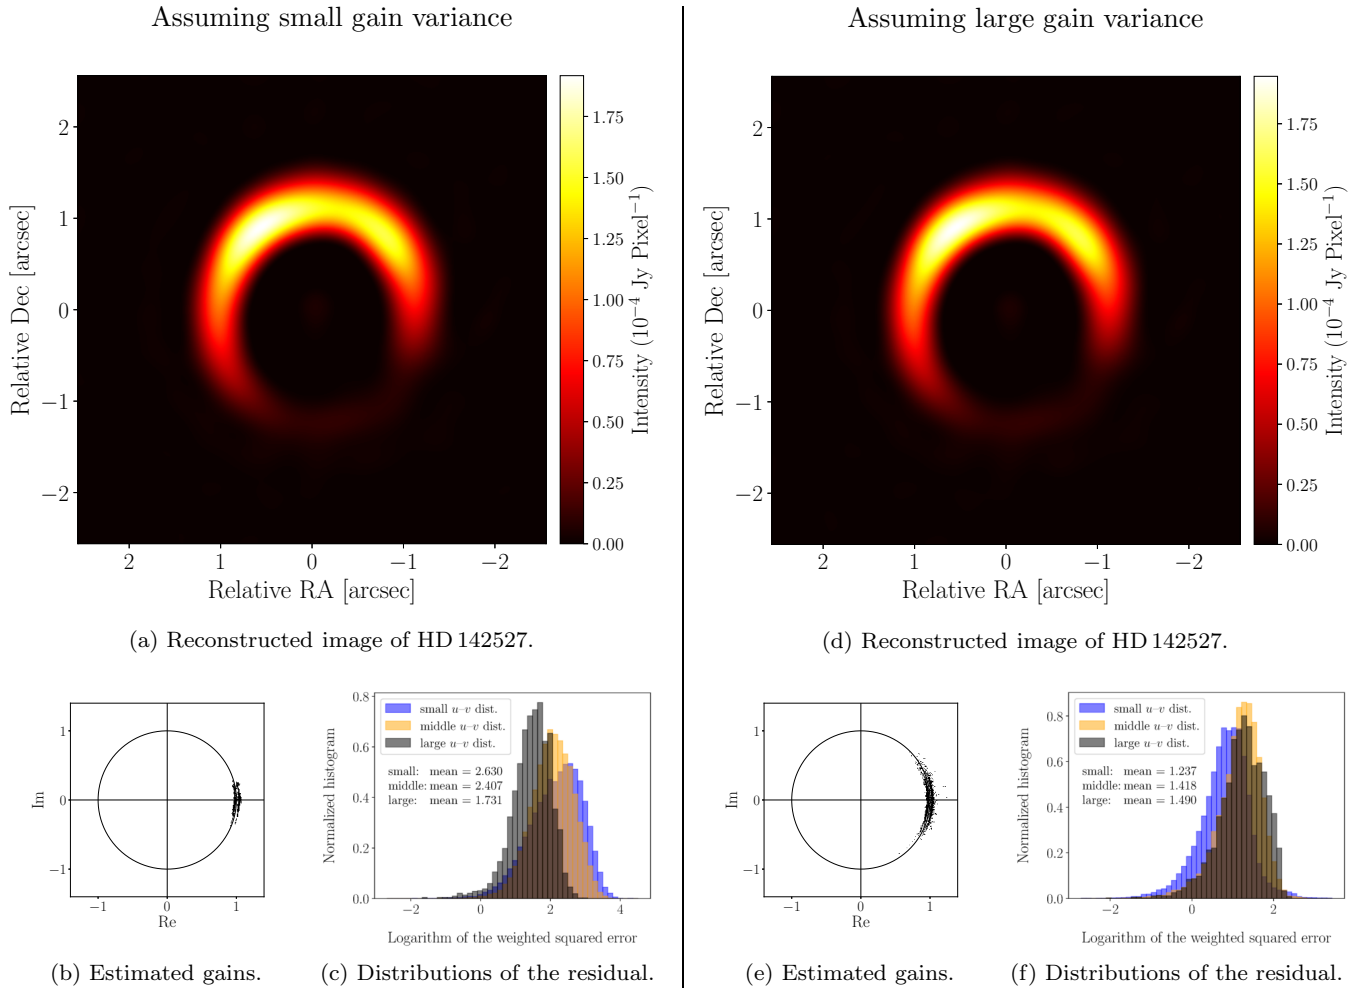 Assuming small gain variance
2
1
0
−1
−2
Relative Dec [arcsec]
2 1 0 −1 −2
Relative RA [arcsec]
1.75
1.50
1.25
1.00
0.75
0.50
0.25
0.00
Intensity (10−4 Jy Pixel−1)
(a) Reconstructed image of HD 142527.
1
0
−1
Im
−1 0 1
Re
(b) Estimated gains.
0.8
0.6
0.4
0.2
0.0
Normalized histogram
small u–v dist.
middle u–v dist.
large u–v dist.
small: mean = 2.630
middle: mean = 2.407
large: mean = 1.731
−2 0 2 4
Logarithm of the weighted squared error
(c) Distributions of the residual.
Assuming large gain variance
2
1
0
−1
−2
Relative Dec [arcsec]
2 1 0 −1 −2
Relative RA [arcsec]
1.75
1.50
1.25
1.00
0.75
0.50
0.25
0.00
Intensity (10−4 Jy Pixel−1)
(d) Reconstructed image of HD 142527.
1
0
−1
Im
−1 0 1
Re
(e) Estimated gains.
0.8
0.6
0.4
0.2
0.0
Normalized histogram
small u–v dist.
middle u–v dist.
large u–v dist.
small: mean = 1.237
middle: mean = 1.418
large: mean = 1.490
−2 0 2
Logarithm of the weighted squared error
(f) Distributions of the residual.